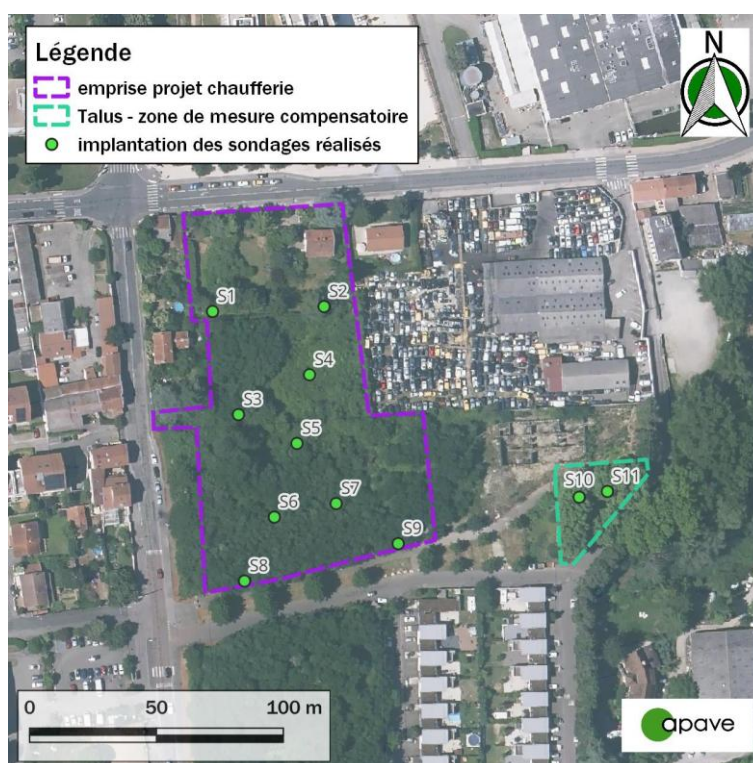 Légende
emprise projet chaufferie
Talus - zone de mesure compensatoire
implantation des sondages réalisés
N
S1
S2
S4
S3
S5
S10
S11
S6
S7
S9
S8
0 50 100 m
apave